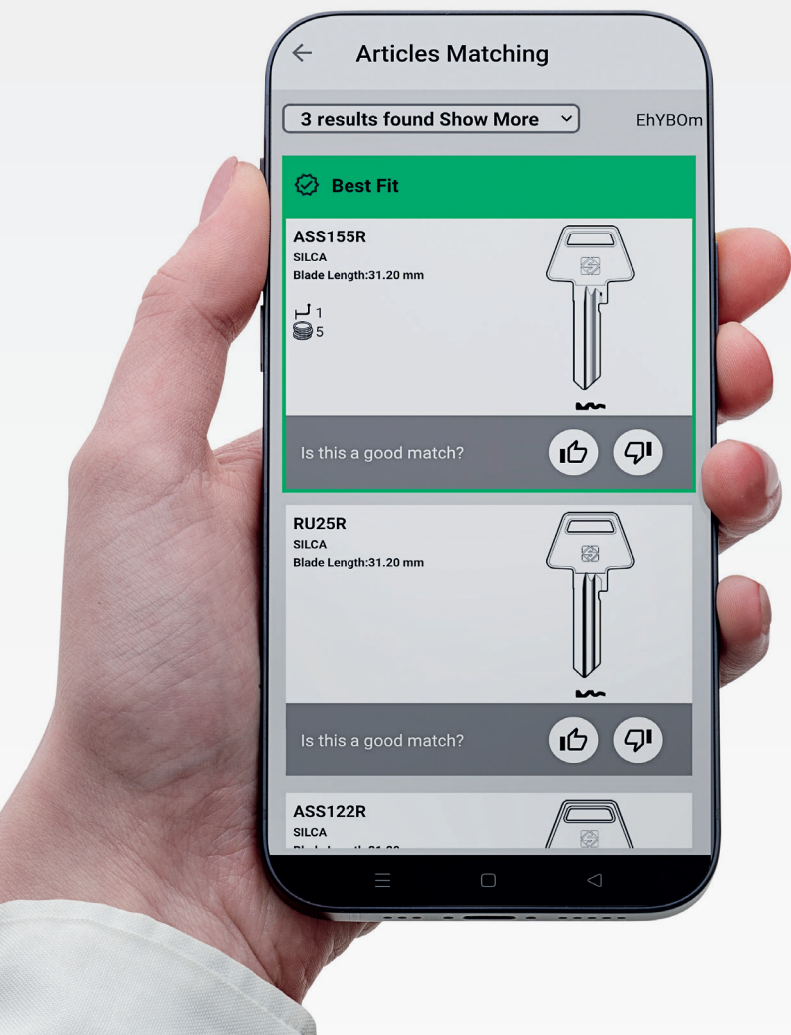 Articles Matching
3 results found Show More
EhYBOm
Best Fit
ASS155R
SILCA
Blade Length:31.20 mm
1
5
Is this a good match?
RU25R
SILCA
Blade Length:31.20 mm
Is this a good match?
ASS122R
SILCA